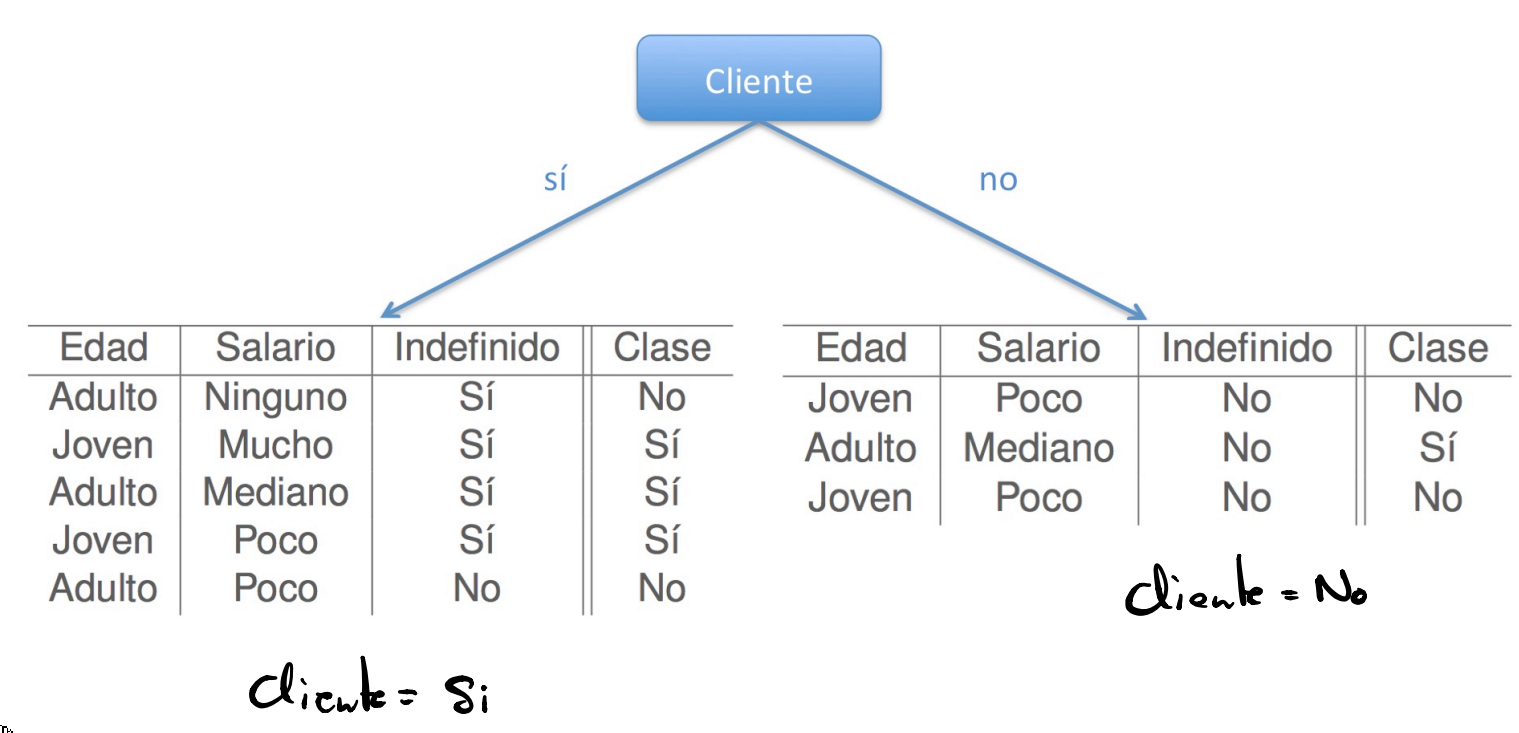 Cliente
sí
no
Edad Salario Indefinido Clase
Adulto Ninguno Sí No
Joven Mucho Sí Sí
Adulto Mediano Sí Sí
Joven Poco Sí Sí
Adulto Poco No No
Cliente = Si
Edad Salario Indefinido Clase
Joven Poco No No
Adulto Mediano No Sí
Joven Poco No No
Cliente = No